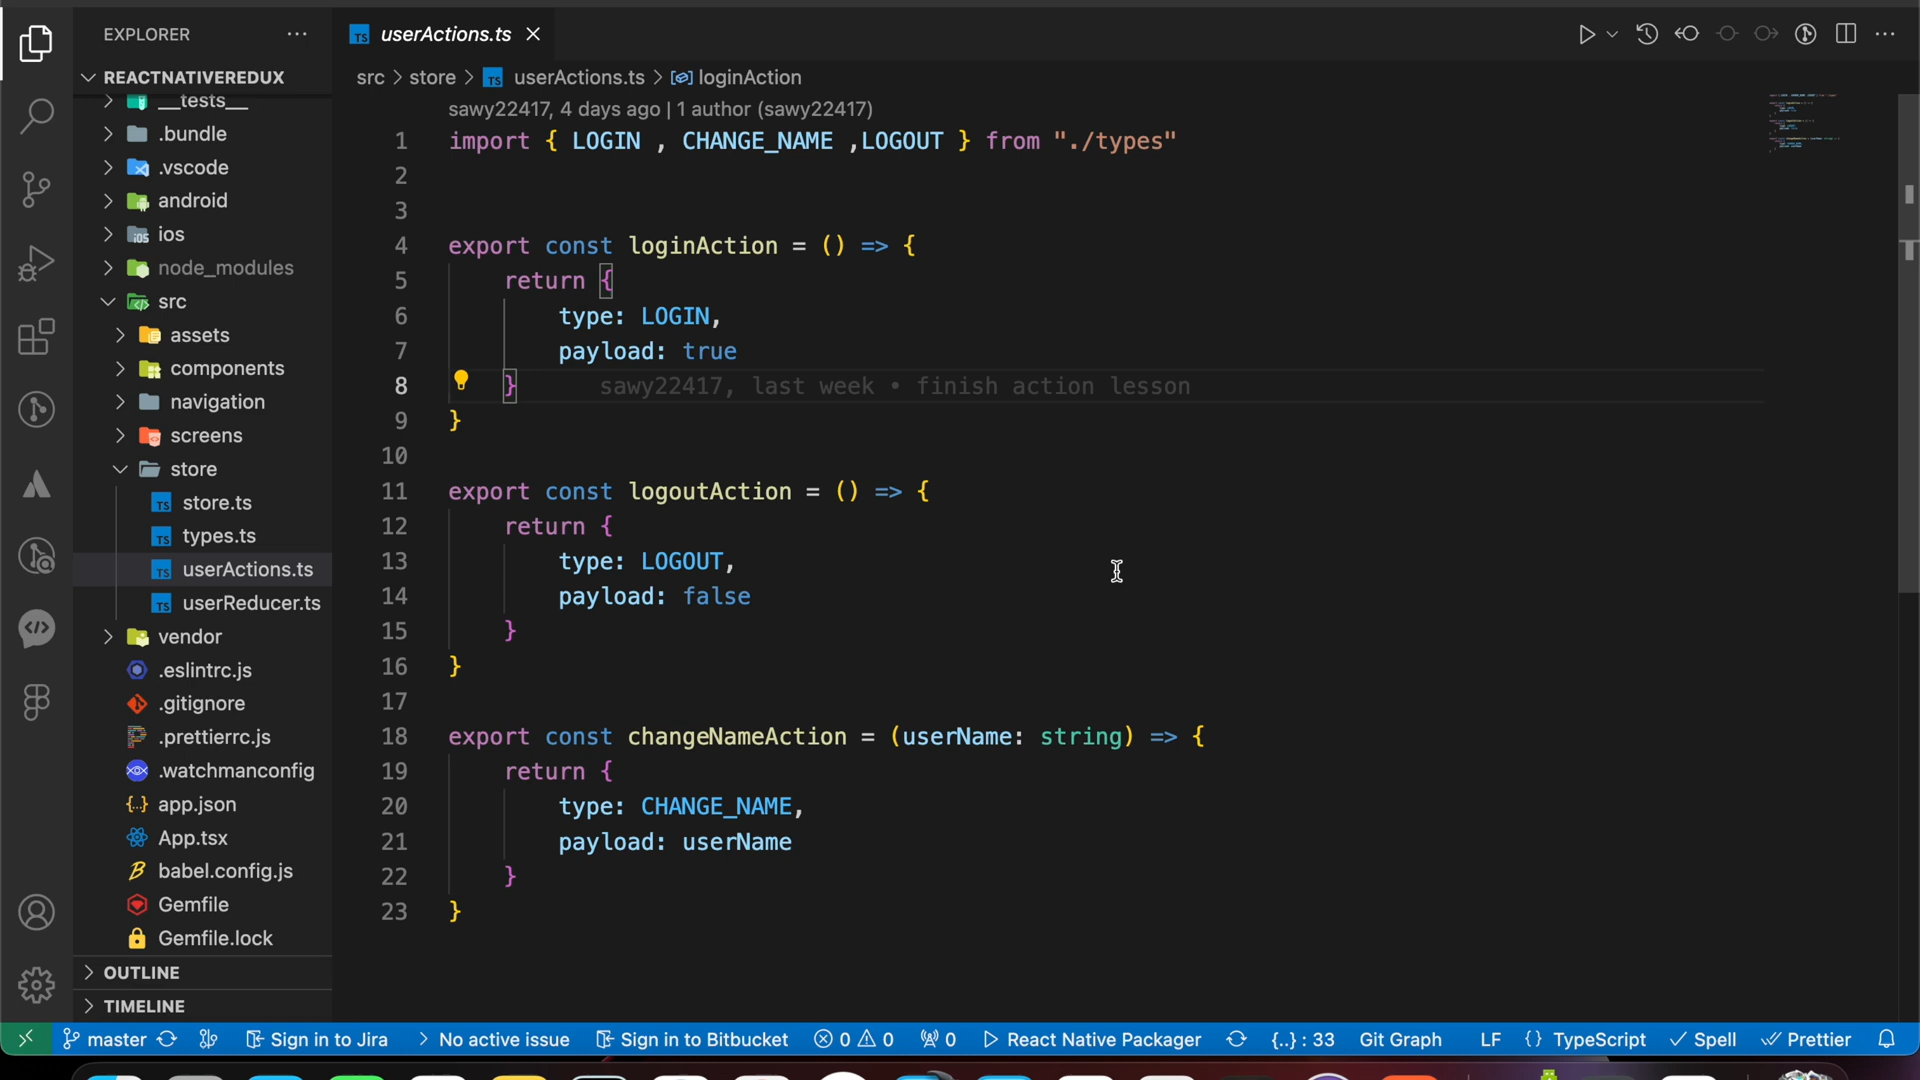 EXPLORER
REACTNATIVEREDUX
__tests__
.bundle
.vscode
android
ios
node_modules
src
assets
components
navigation
screens
store
store.ts
types.ts
userActions.ts
userReducer.ts
vendor
.eslintrc.js
.gitignore
.prettierrc.js
.watchmanconfig
app.json
App.tsx
babel.config.js
Gemfile
Gemfile.lock
OUTLINE
TIMELINE
TS userActions.ts
src > store > TS userActions.ts > loginAction
sawy22417, 4 days ago | 1 author (sawy22417)
1 import { LOGIN , CHANGE_NAME ,LOGOUT } from "./types"
2
3
4 export const loginAction = () => {
5 return {
6 type: LOGIN,
7 payload: true
8 } sawy22417, last week • finish action lesson
9 }
10
11 export const logoutAction = () => {
12 return {
13 type: LOGOUT,
14 payload: false
15 }
16 }
17
18 export const changeNameAction = (userName: string) => {
19 return {
20 type: CHANGE_NAME,
21 payload: userName
22 }
23 }
master Sign in to Jira No active issue Sign in to Bitbucket 0 0 0 React Native Packager {..} : 33 Git Graph LF {} TypeScript Spell Prettier